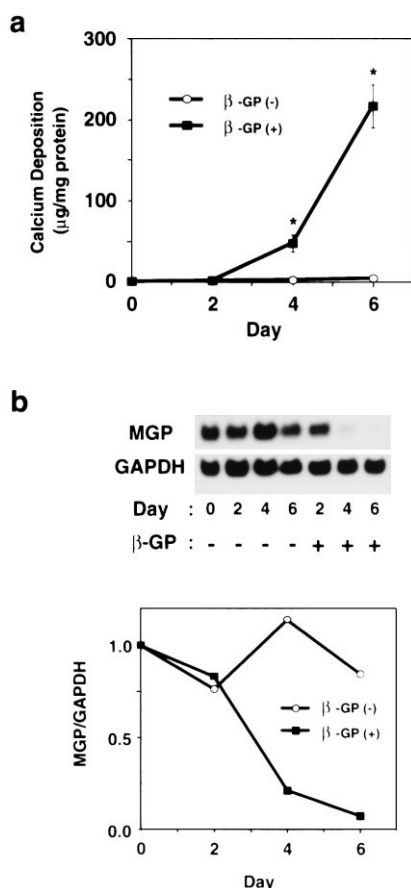 a
300
200
100
0
Calcium Deposition
(μg/mg protein)
β-GP (-)
β-GP (+)
*
*
0 2 4 6
Day
b
MGP
GAPDH
Day : 0 2 4 6 2 4 6
β-GP : - - - - + + +
1.0
0.5
0.0
MGP/GAPDH
β-GP (-)
β-GP (+)
0 2 4 6
Day